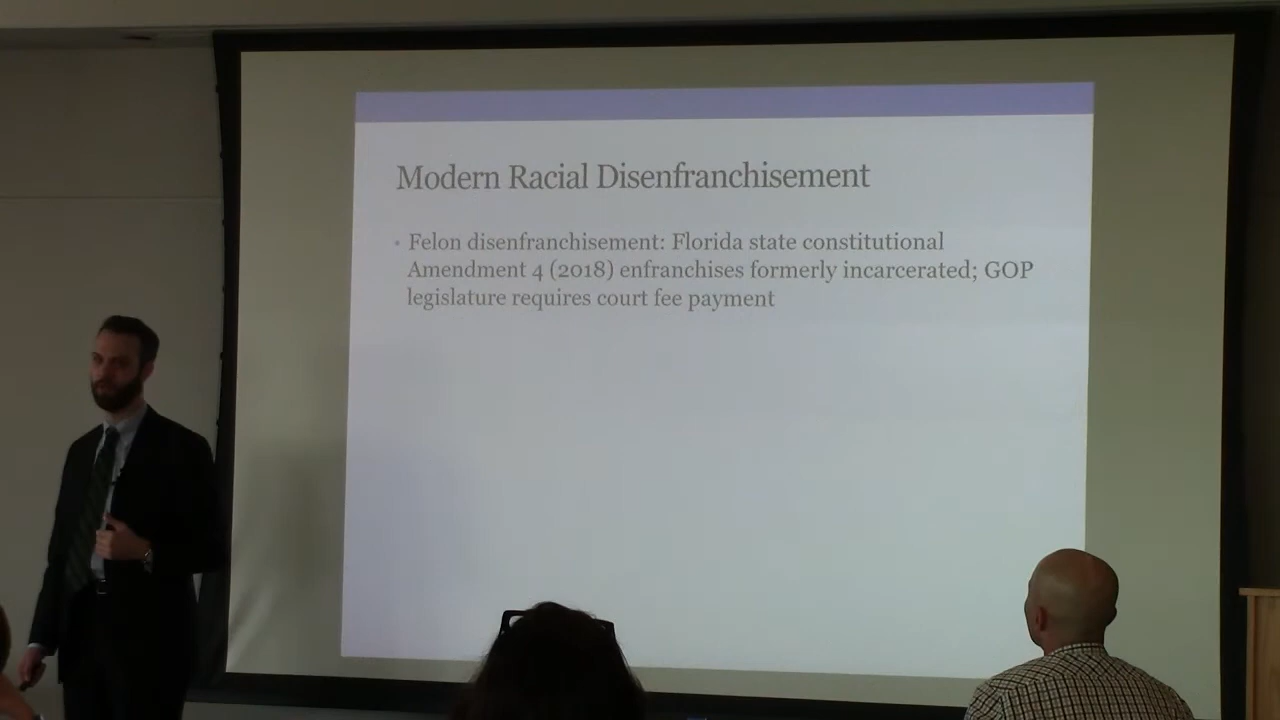 Modern Racial Disenfranchisement
• Felon disenfranchisement: Florida state constitutional
Amendment 4 (2018) enfranchises formerly incarcerated; GOP
legislature requires court fee payment